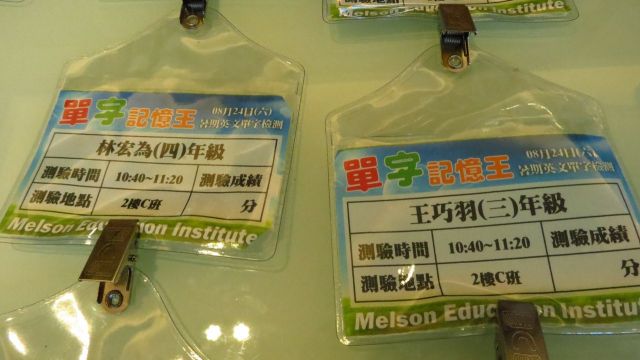 單字記憶王
08月24日(六)
暑期英文單字檢測
林宏為(四)年級
測驗時間 10:40~11:20 測驗成績
測驗地點 2樓C班 分
Melson Education Institute
單字記憶王
08月24日(六)
暑期英文單字檢測
王巧羽(三)年級
測驗時間 10:40~11:20 測驗成績
測驗地點 2樓C班 分
Melson Education Institute
Melson Education Institute